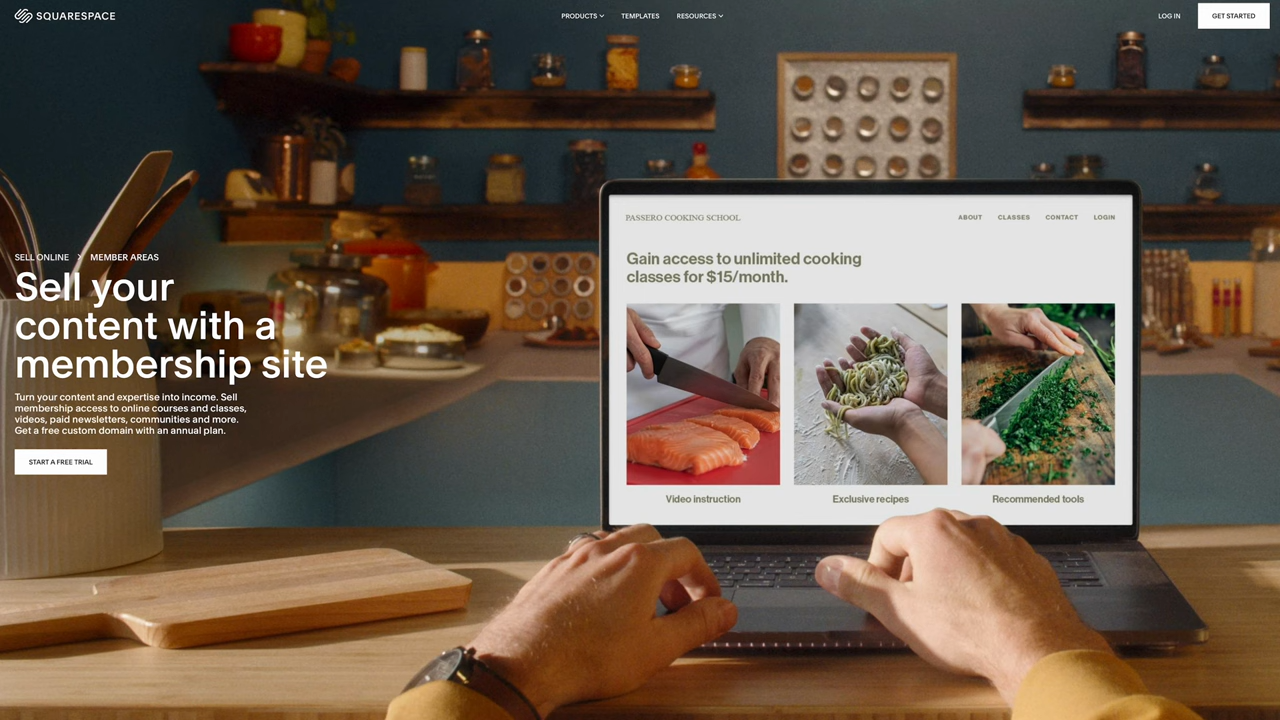 SQUARESPACE
PRODUCTS
TEMPLATES
RESOURCES
LOG IN
GET STARTED
SELL ONLINE
MEMBER AREAS
Sell your
content with a
membership site
Turn your content and expertise into income. Sell
membership access to online courses and classes,
videos, paid newsletters, communities and more.
Get a free custom domain with an annual plan.
START A FREE TRIAL
PASSERO COOKING SCHOOL
ABOUT
CLASSES
CONTACT
LOGIN
Gain access to unlimited cooking
classes for $15/month.
Video instruction
Exclusive recipes
Recommended tools